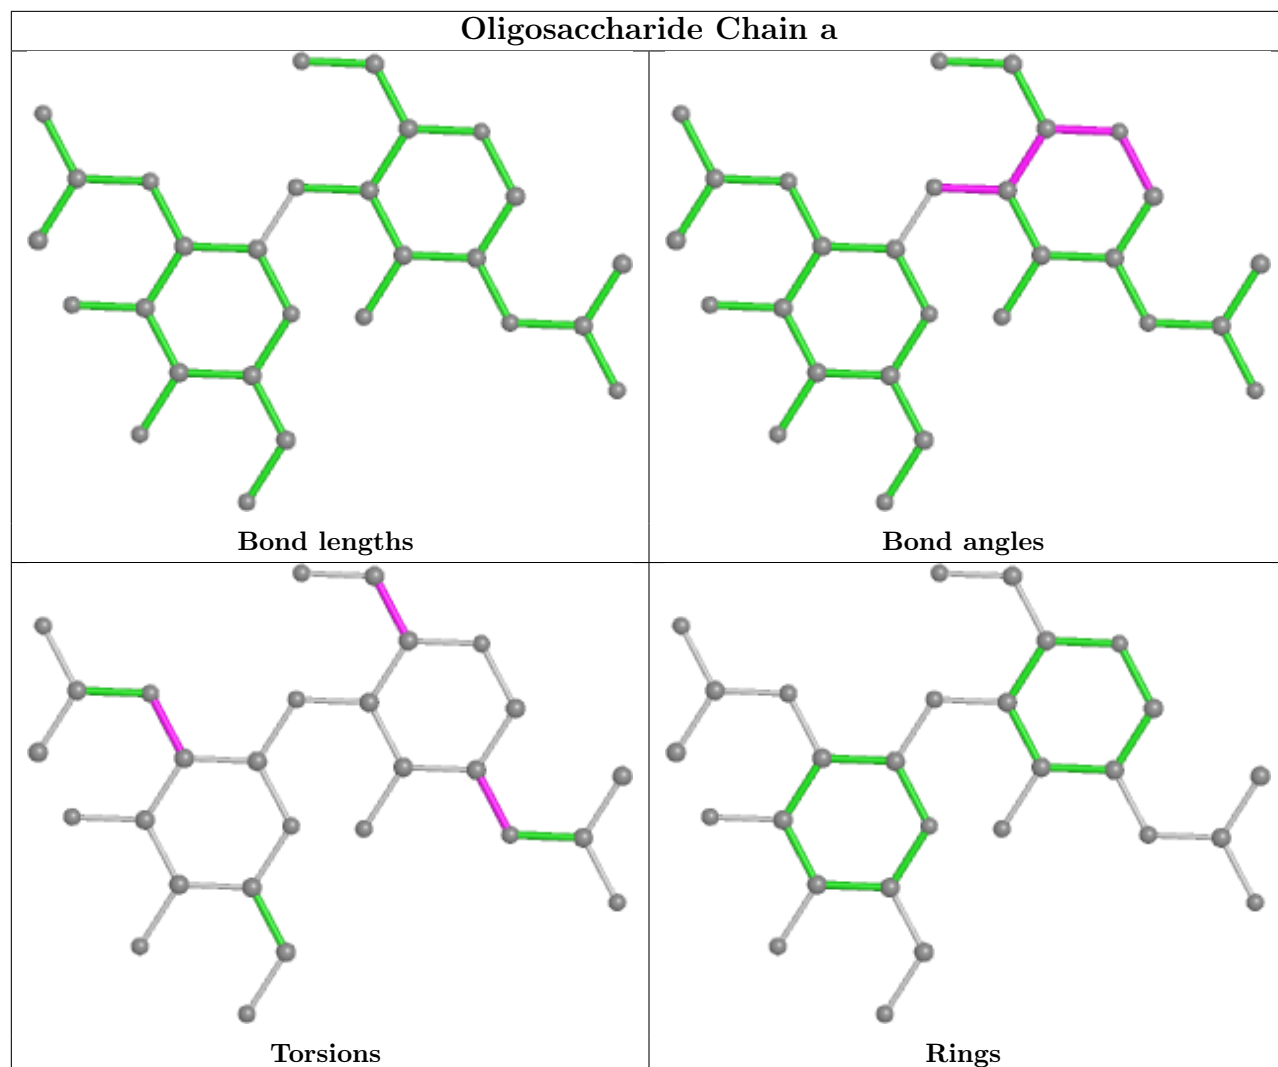 Oligosaccharide Chain a
Bond lengths
Bond angles
Torsions
Rings